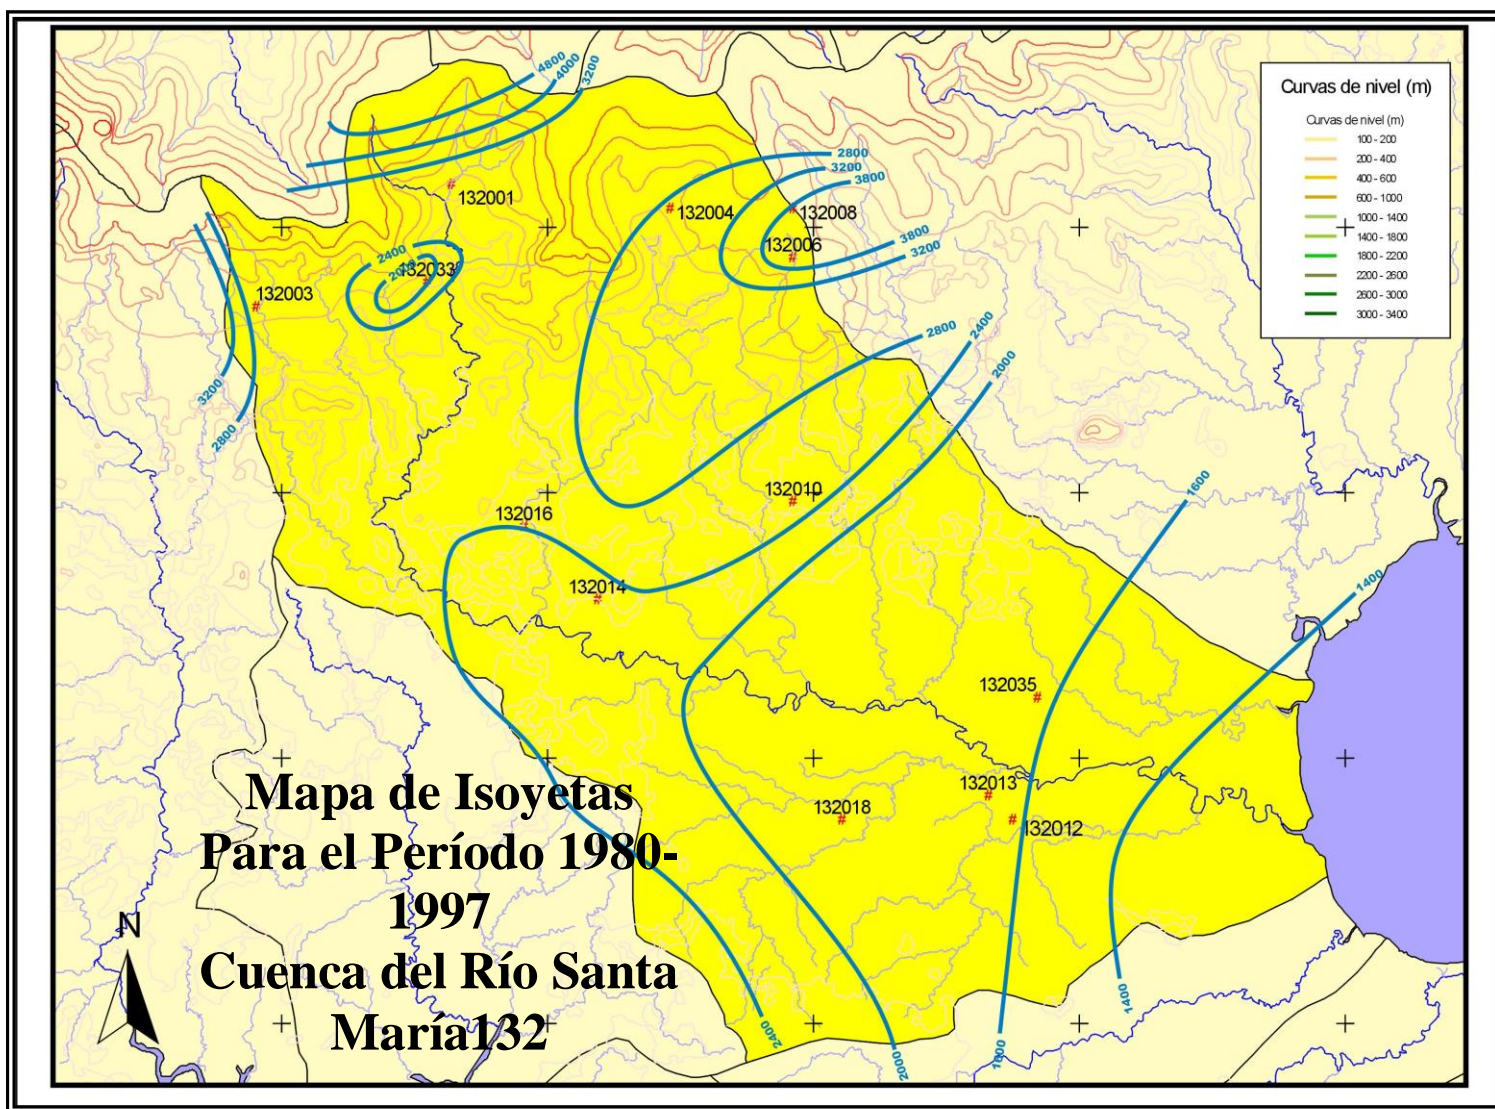 4800
4000
3200
Curvas de nivel (m)
Curvas de nivel (m)
100 - 200
200 - 400
400 - 600
600 - 1000
1000 - 1400
1400 - 1800
1800 - 2200
2200 - 2600
2600 - 3000
3000 - 3400
2800
3200
3800
132001
132004
132008
132006
3800
3200
2400
2000
132033
132003
2800
2400
2000
3200
2800
1600
132010
132016
132014
1400
132035
132013
132018
132012
Mapa de Isoyetas
Para el Período 1980-
1997
Cuenca del Río Santa
María132
N
2400
2000
1600
1400